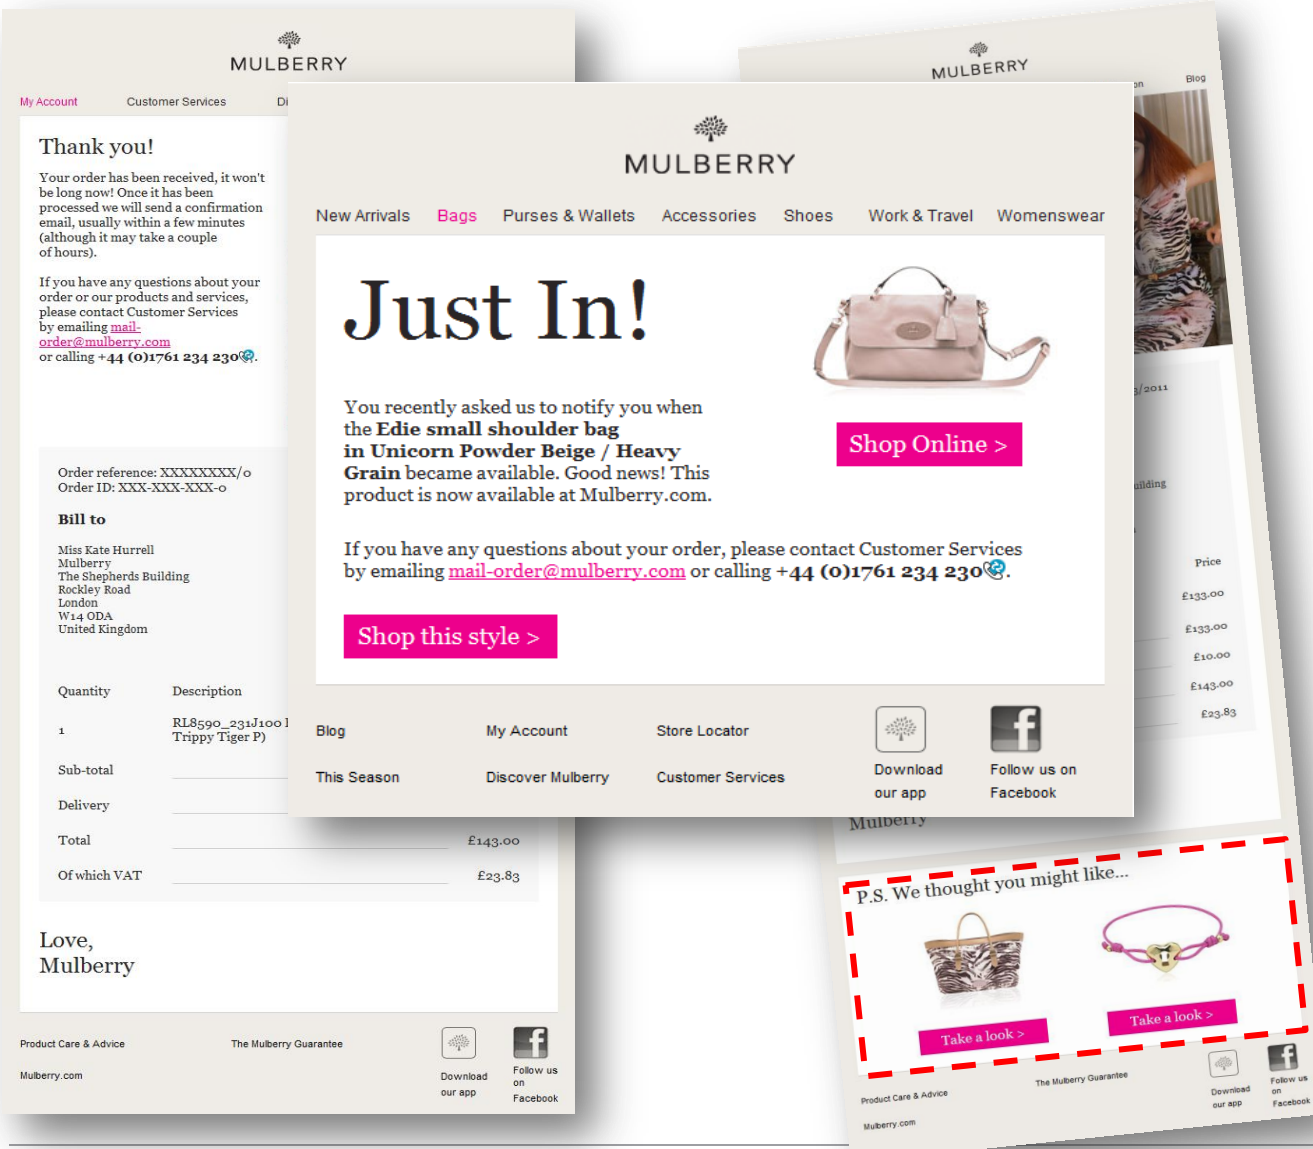 MULBERRY
My Account
Customer Services
Di
Thank you!
Your order has been received, it won't
be long now! Once it has been
processed we will send a confirmation
email, usually within a few minutes
(although it may take a couple
of hours).
If you have any questions about your
order or our products and services,
please contact Customer Services
by emailing mail-
order@mulberry.com
or calling +44 (0)1761 234 230.
Order reference: XXXXXXXX/0
Order ID: XXX-XXX-XXX-0
Bill to
Miss Kate Hurrell
Mulberry
The Shepherds Building
Rockley Road
London
W14 ODA
United Kingdom
Quantity Description
1
RL8590_231J100
Trippy Tiger P)
Sub-total
Delivery
Total £143.00
Of which VAT £23.83
Love,
Mulberry
Product Care & Advice
The Mulberry Guarantee
Mulberry.com
Download
our app
Follow us
on
Facebook
MULBERRY
New Arrivals Bags Purses & Wallets Accessories Shoes Work & Travel Womenswear
Just In!
You recently asked us to notify you when
the Edie small shoulder bag
in Unicorn Powder Beige / Heavy
Grain became available. Good news! This
product is now available at Mulberry.com.
Shop Online >
If you have any questions about your order, please contact Customer Services
by emailing mail-order@mulberry.com or calling +44 (0)1761 234 230.
Shop this style >
Blog My Account Store Locator
This Season Discover Mulberry Customer Services
Download
our app
Follow us on
Facebook
MULBERRY
on Blog
3/2011
uilding
Price
£133.00
£133.00
£10.00
£143.00
£23.83
Mulberry
P.S. We thought you might like...
Take a look >
Take a look >
Product Care & Advice
The Mulberry Guarantee
Mulberry.com
Download
our app
Follow us
on
Facebook